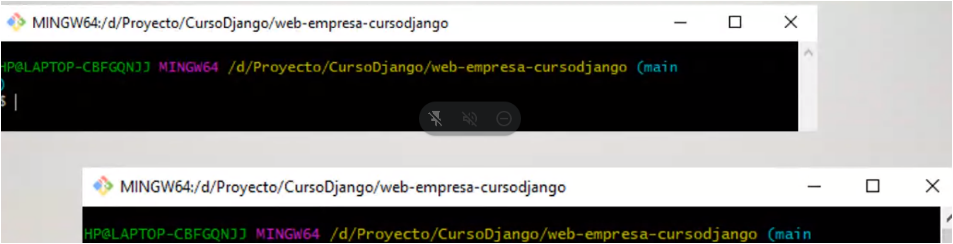 MINGW64:/d/Proyecto/CursoDjango/web-empresa-cursodjango
HP@LAPTOP-CBFGQNJJ MINGW64 /d/Proyecto/CursoDjango/web-empresa-cursodjango (main
)
$
MINGW64:/d/Proyecto/CursoDjango/web-empresa-cursodjango
HP@LAPTOP-CBFGQNJJ MINGW64 /d/Proyecto/CursoDjango/web-empresa-cursodjango (main